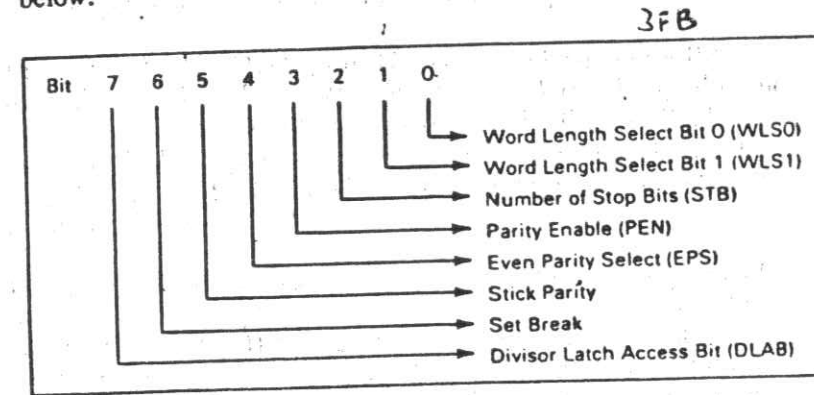 below.
3FB
Bit 7 6 5 4 3 2 1 0
Word Length Select Bit 0 (WLS0)
Word Length Select Bit 1 (WLS1)
Number of Stop Bits (STB)
Parity Enable (PEN)
Even Parity Select (EPS)
Stick Parity
Set Break
Divisor Latch Access Bit (DLAB)